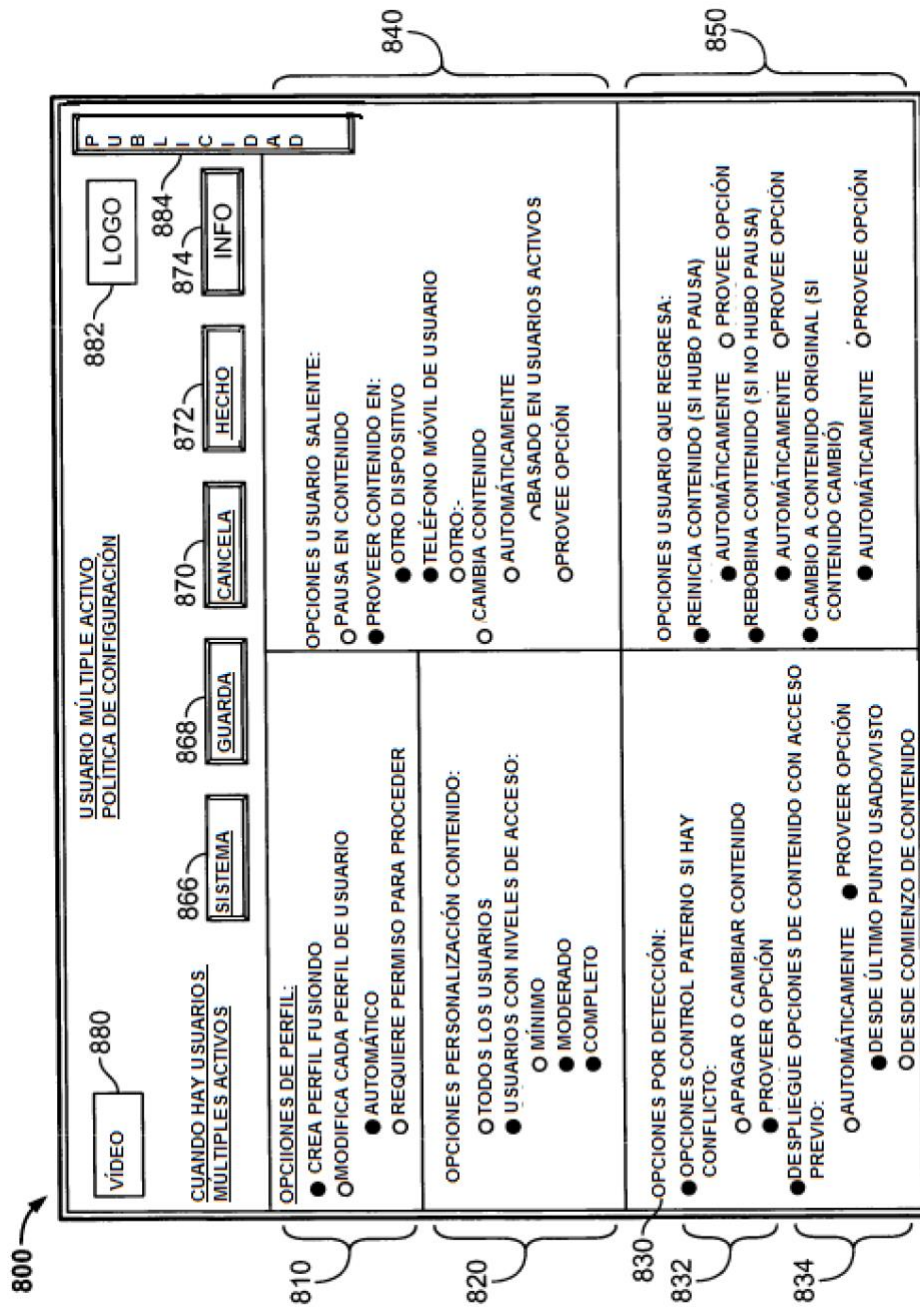 800
VÍDEO
880
USUARIO MÚLTIPLE ACTIVO
POLÍTICA DE CONFIGURACIÓN
882
LOGO
PUBLICIDAD
884
CUANDO HAY USUARIOS
MÚLTIPLES ACTIVOS
866
SISTEMA
868
GUARDA
870
CANCELA
872
HECHO
874
INFO
810
OPCIIONES DE PERFIL:
CREA PERFIL FUSIONDO
MODIFICA CADA PERFIL DE USUARIO
AUTOMÁTICO
REQUIERE PERMISO PARA PROCEDER
820
OPCIONES PERSONALIZACIÓN CONTENIDO:
TODOS LOS USUARIOS
USUARIOS CON NIVELES DE ACCESO:
MÍNIMO
MODERADO
COMPLETO
840
OPCIONES USUARIO SALIENTE:
PAUSA EN CONTENIDO
PROVEER CONTENIDO EN:
OTRO DISPOSITIVO
TELÉFONO MÓVIL DE USUARIO
OTRO:-
CAMBIA CONTENIDO
AUTOMÁTICAMENTE
BASADO EN USUARIOS ACTIVOS
PROVEE OPCIÓN
830
OPCIONES POR DETECCIÓN:
832
OPCIONES CONTROL PATERNO SI HAY
CONFLICTO:
APAGAR O CAMBIAR CONTENIDO
PROVEER OPCIÓN
834
DESPLIEGUE OPCIONES DE CONTENIDO CON ACCESO
PREVIO:
AUTOMÁTICAMENTE PROVEER OPCIÓN
DESDE ÚLTIMO PUNTO USADO/VISTO
DESDE COMIENZO DE CONTENIDO
850
OPCIONES USUARIO QUE REGRESA:
REINICIA CONTENIDO (SI HUBO PAUSA)
AUTOMÁTICAMENTE PROVEE OPCIÓN
REBOBINA CONTENIDO (SI NO HUBO PAUSA)
AUTOMÁTICAMENTE PROVEE OPCIÓN
CAMBIO A CONTENIDO ORIGINAL (SI
CONTENIDO CAMBIÓ)
AUTOMÁTICAMENTE PROVEE OPCIÓN